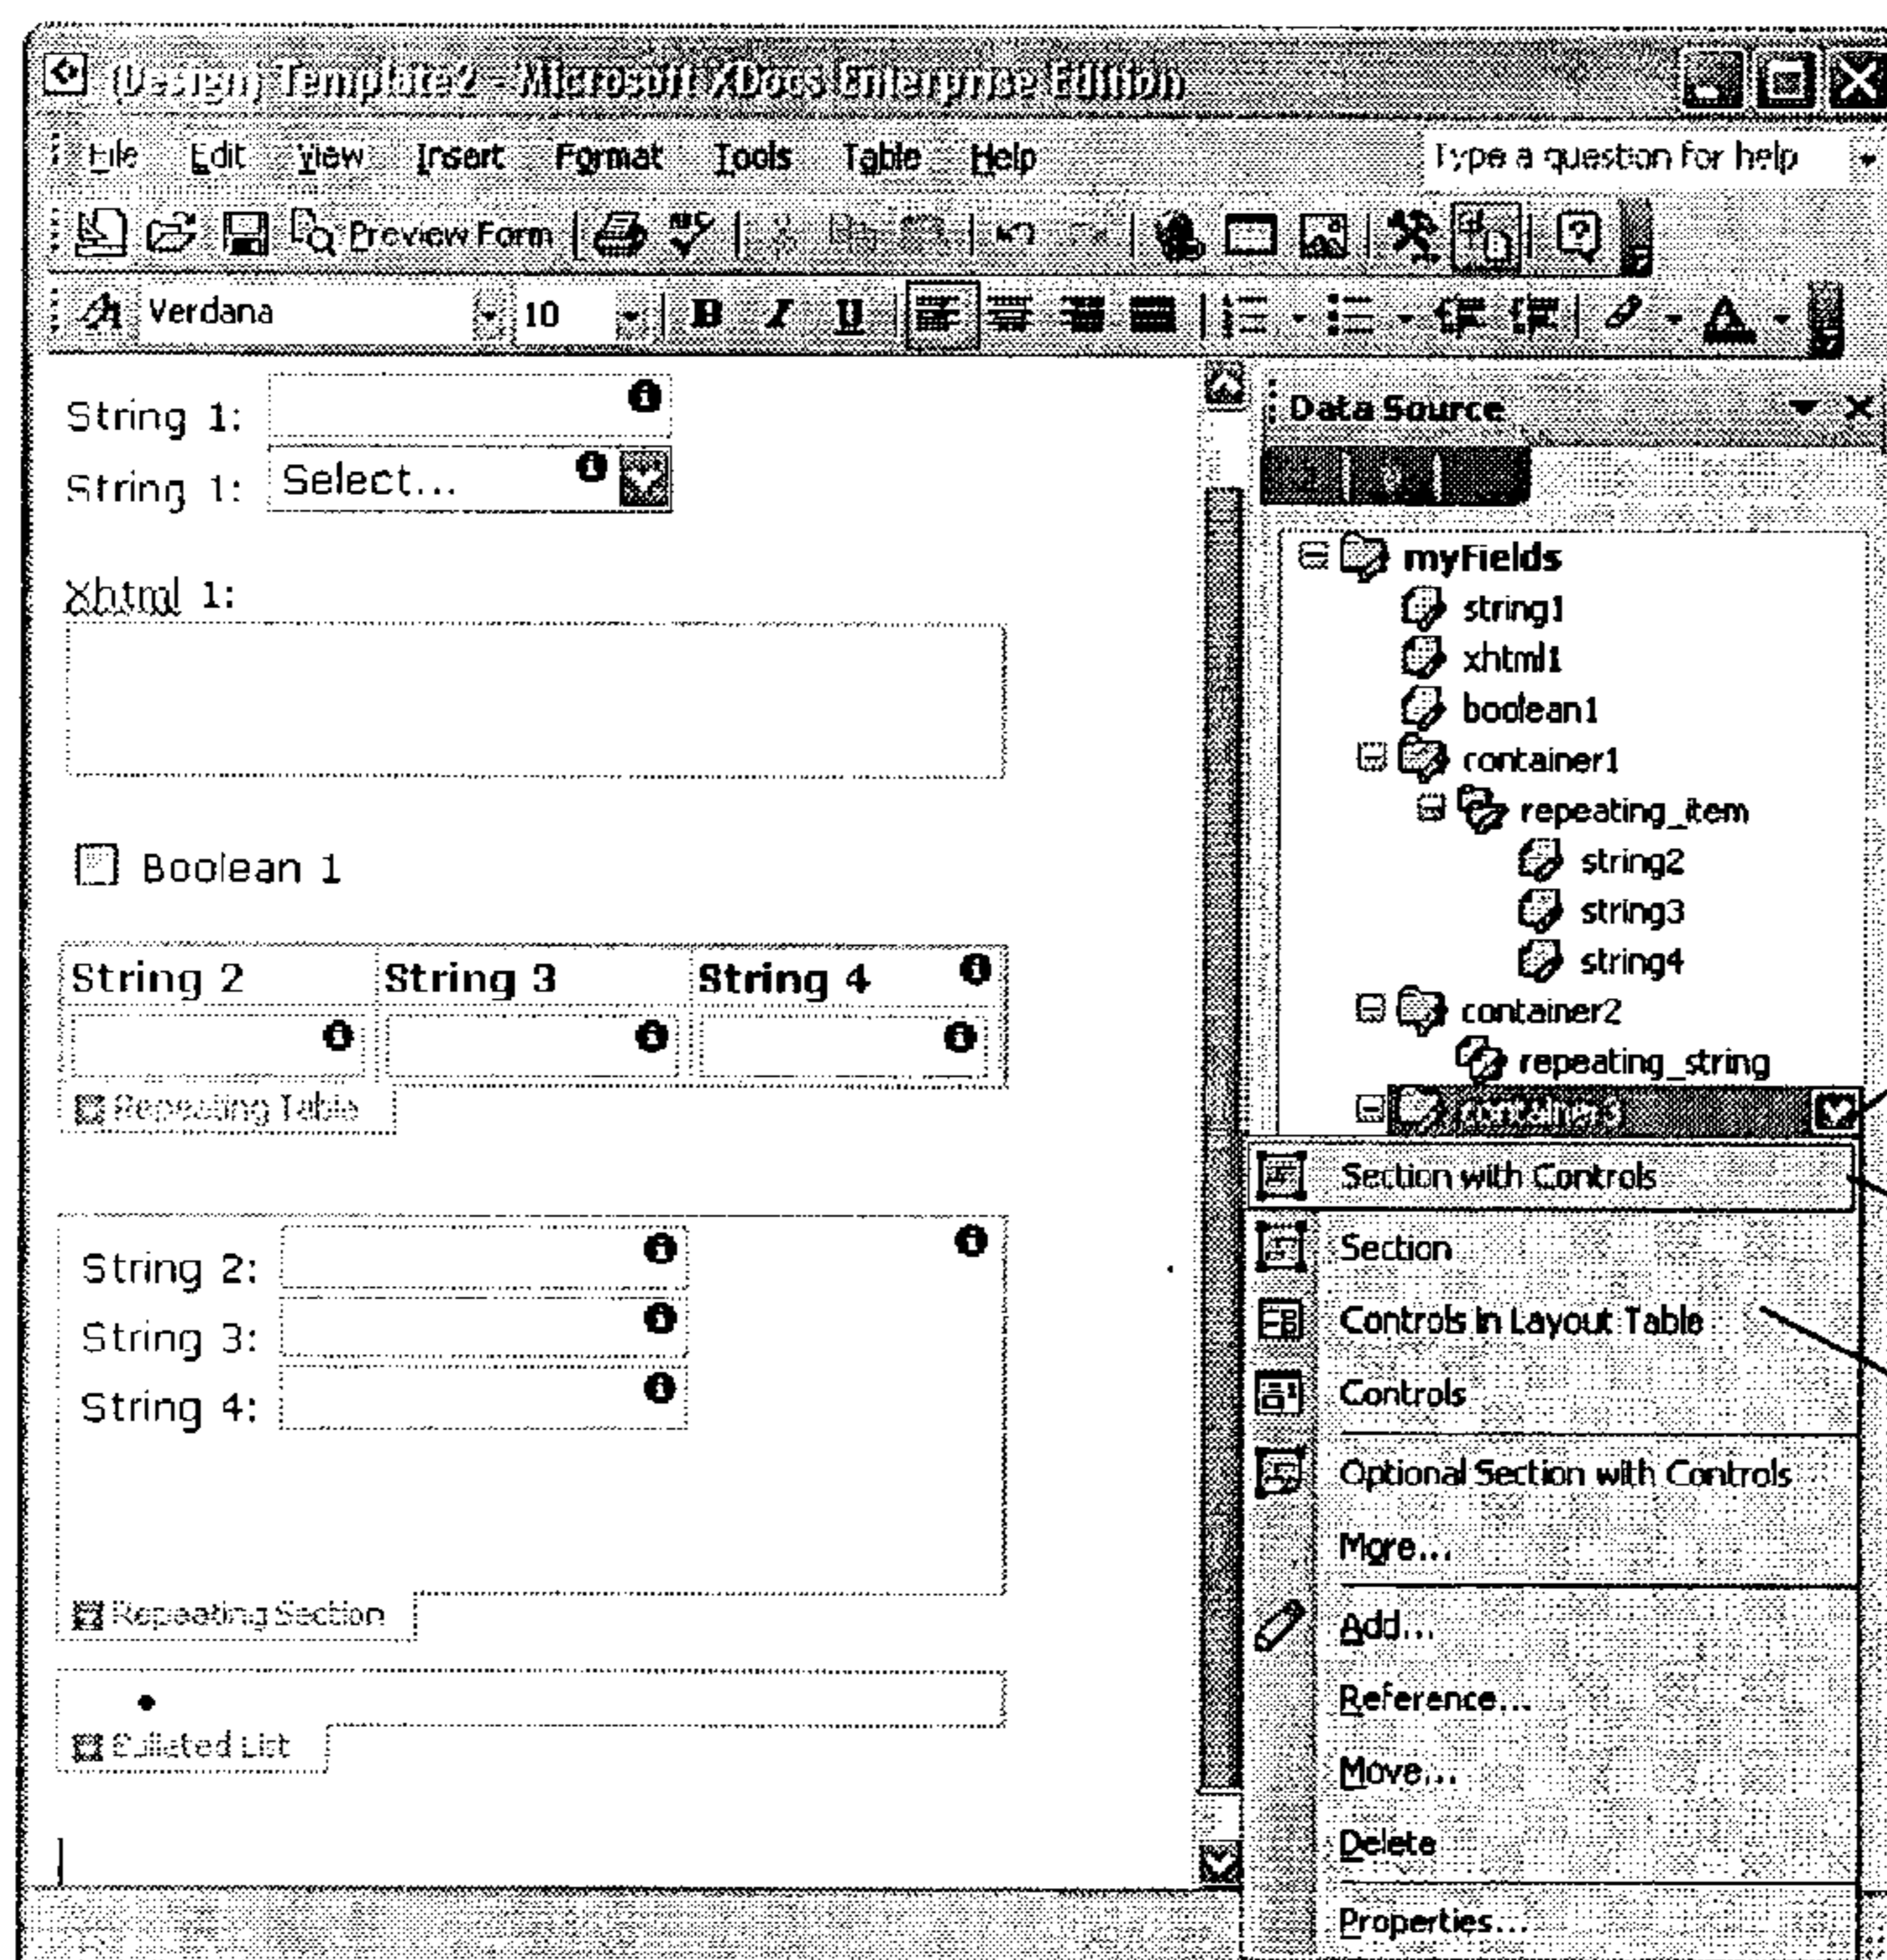 (Design) Template2 - Microsoft XDocs Enterprise Edition
File Edit View Insert Format Tools Table Help Type a question for help
Preview Form
Verdana 10 B I U A
String 1:
String 1: Select...
Xhtml 1:
Boolean 1
String 2 String 3 String 4
Repeating Table
String 2:
String 3:
String 4:
Repeating Section
Bulleted List
Data Source
myFields
string1
xhtml1
boolean1
container1
repeating_item
string2
string3
string4
container2
repeating_string
container3
Section with Controls
Section
Controls in Layout Table
Controls
Optional Section with Controls
More...
Add...
Reference...
Move...
Delete
Properties...